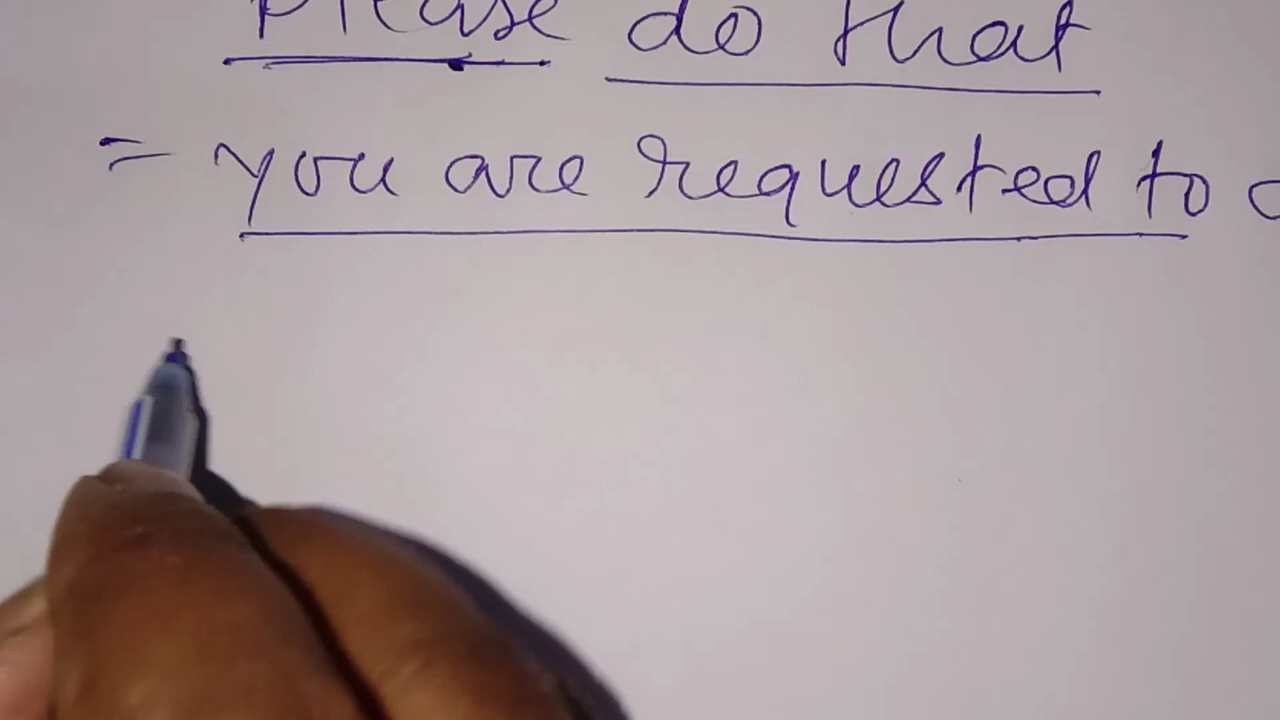 Please do that
= you are requested to